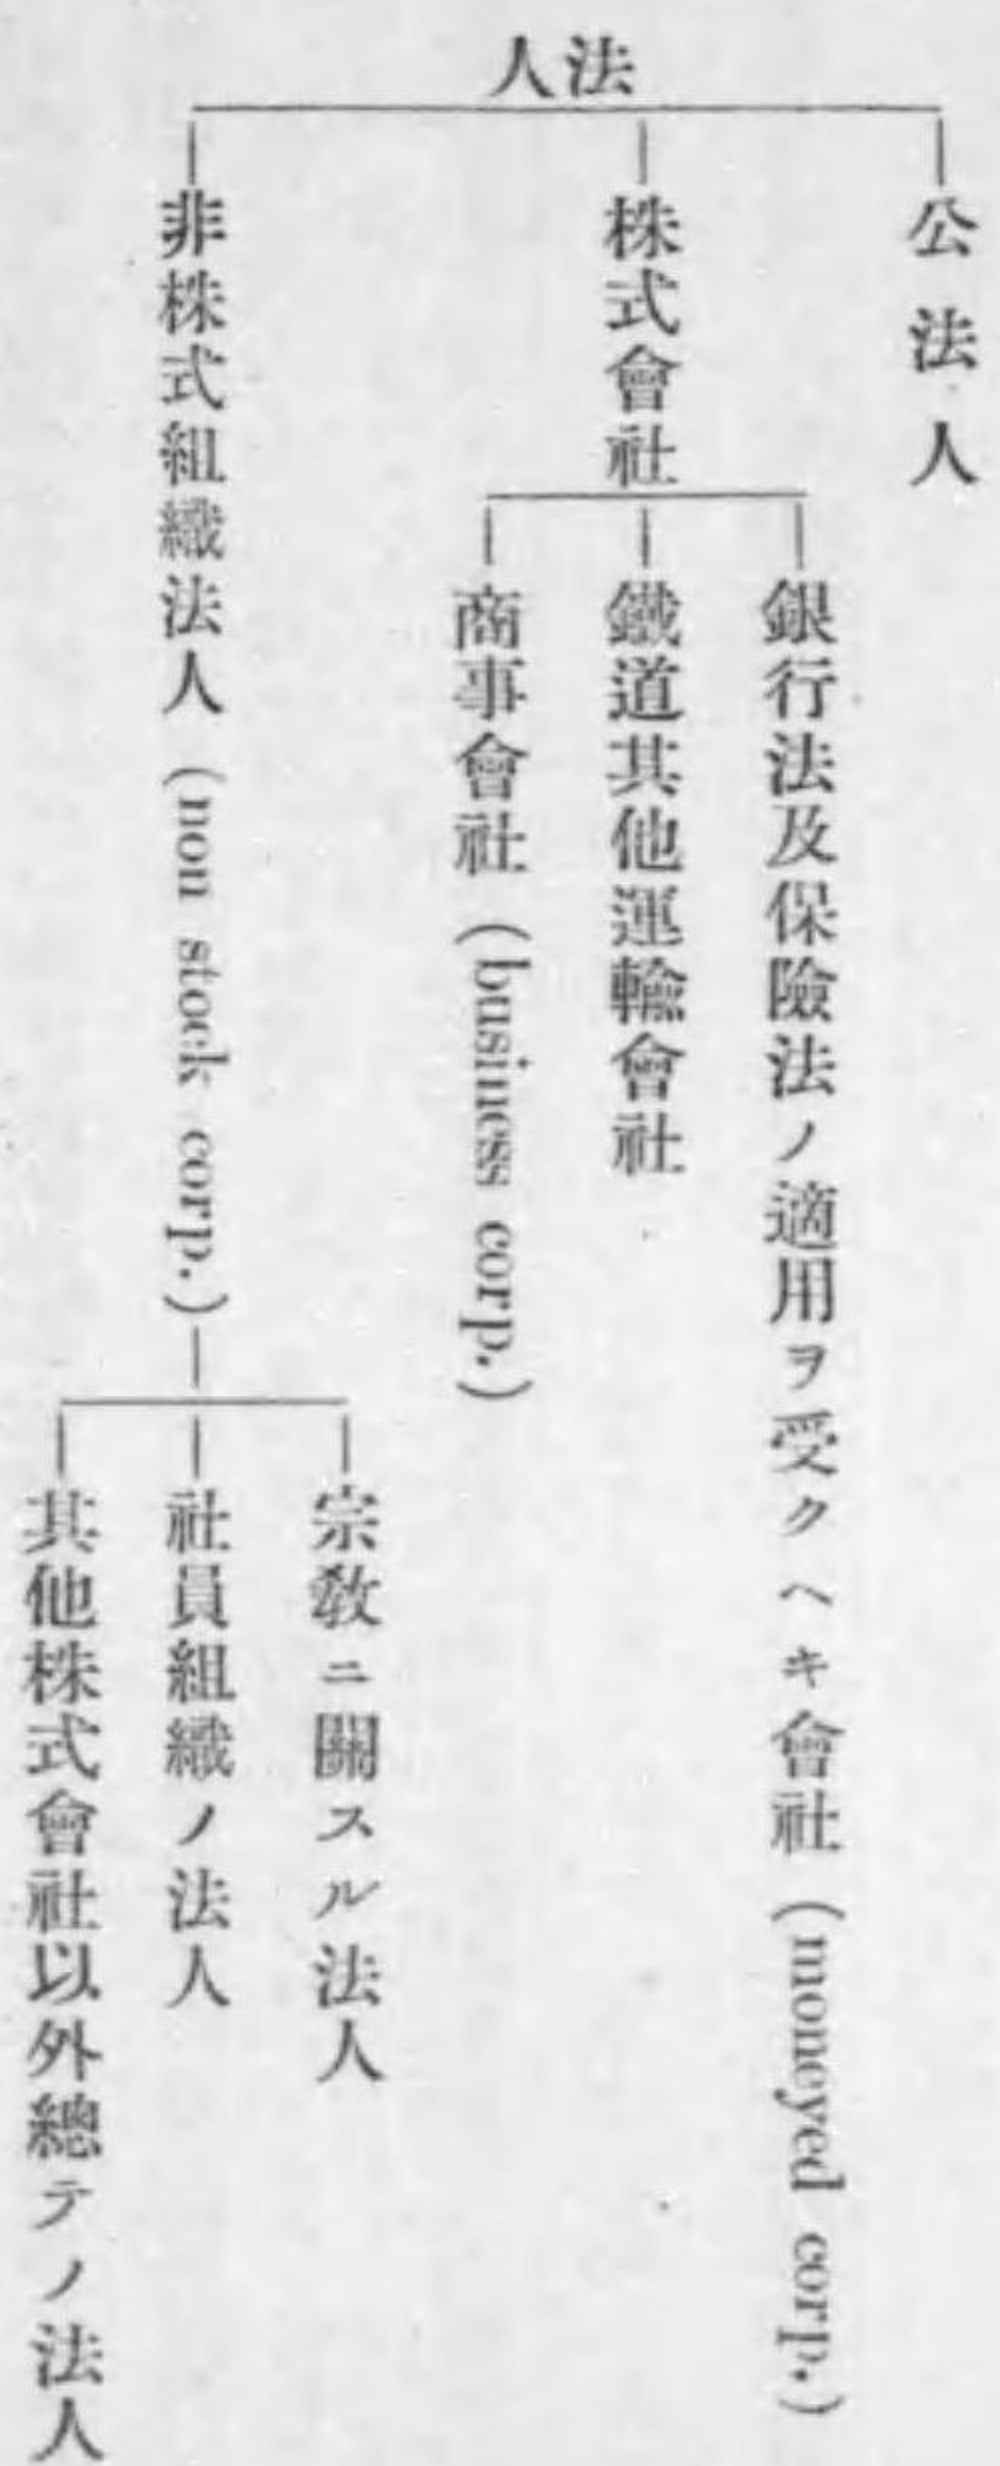 法人
公法人
株式會社
銀行法及保險法ノ適用ヲ受クヘキ會社 (moneyed corp.)
鐵道其他運輸會社
商事會社 (business corp.)
非株式組織法人 (non stock corp.)
宗教ニ關スル法人
社員組織ノ法人
其他株式會社以外總テノ法人